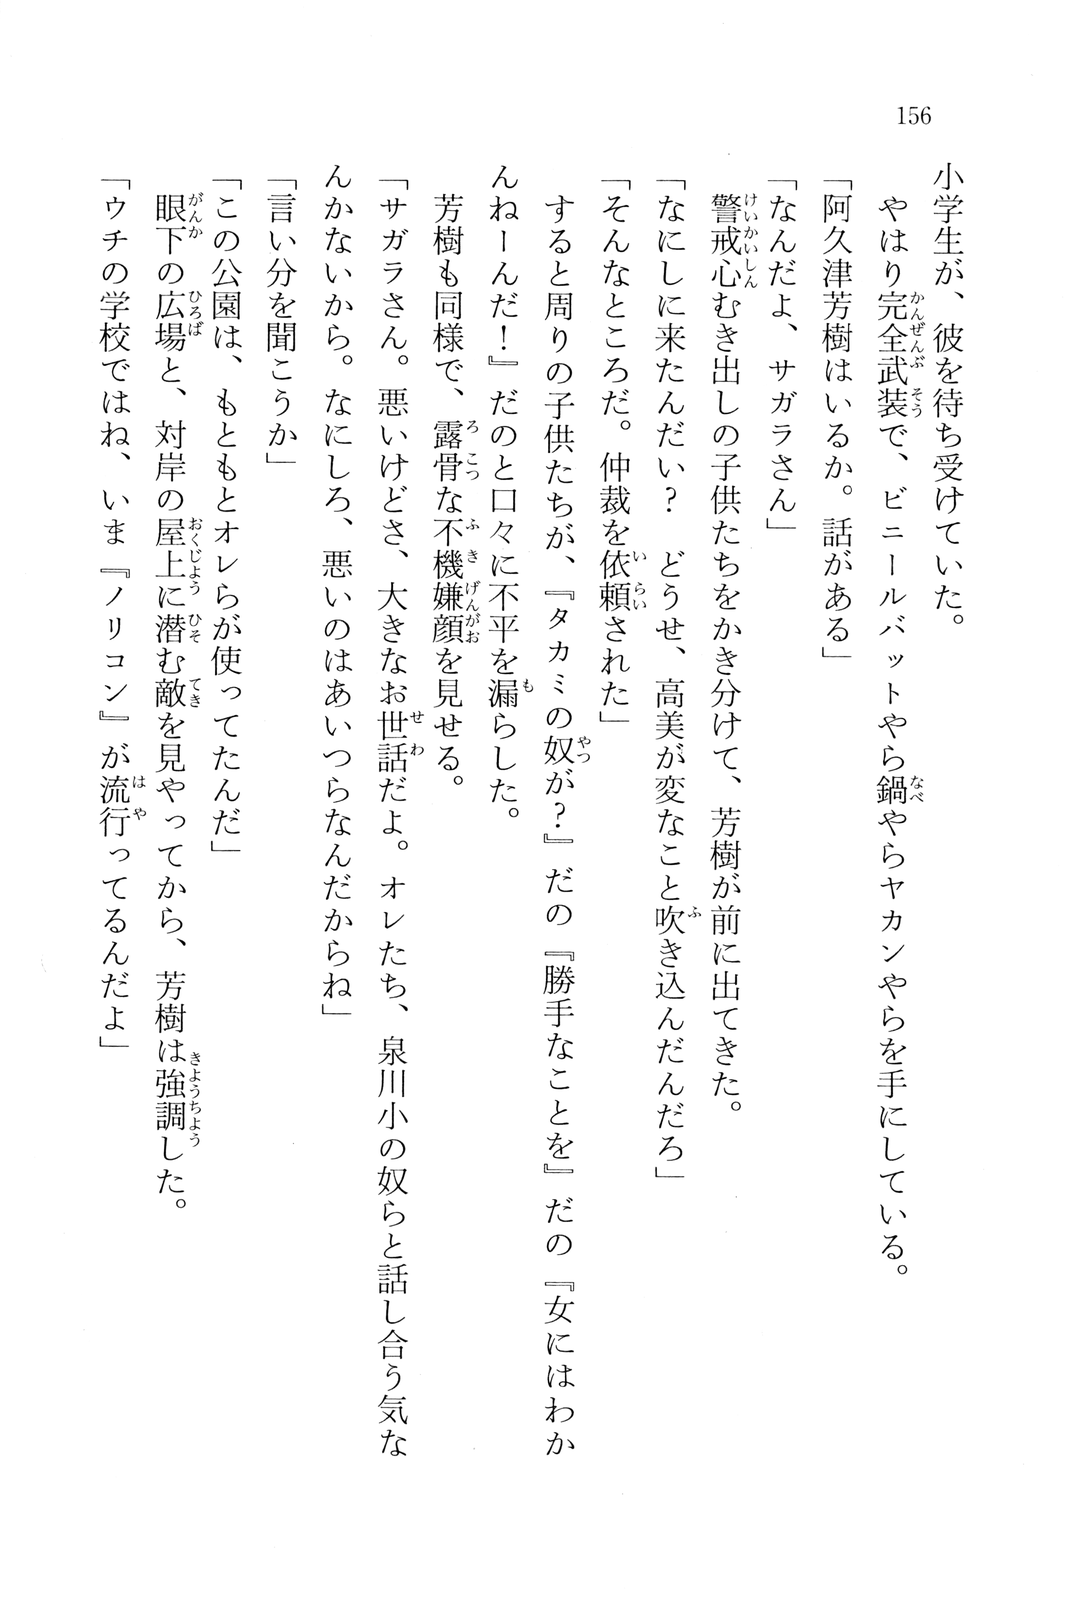 156
小学生が、彼を待ち受けていた。
　やはり完全武装で、ビニールバットやら鍋やらヤカンやらを手にしている。
「阿久津芳樹はいるか。話がある」
「なんだよ、サガラさん」
　警戒心むき出しの子供たちをかき分けて、芳樹が前に出てきた。
「なにしに来たんだい？　どうせ、高美が変なこと吹き込んだんだろ」
「そんなところだ。仲裁を依頼された」
　すると周りの子供たちが、『タカミの奴が？』だの『勝手なことを』だの『女にはわか
んねーんだ！』だのと口々に不平を漏らした。
　芳樹も同様で、露骨な不機嫌顔を見せる。
「サガラさん。悪いけどさ、大きなお世話だよ。オレたち、泉川小の奴らと話し合う気な
んかないから。なにしろ、悪いのはあいつらなんだからね」
「言い分を聞こうか」
「この公園は、もともとオレらが使ってたんだ」
　眼下の広場と、対岸の屋上に潜む敵を見やってから、芳樹は強調した。
「ウチの学校ではね、いま『ノリコン』が流行ってるんだよ」